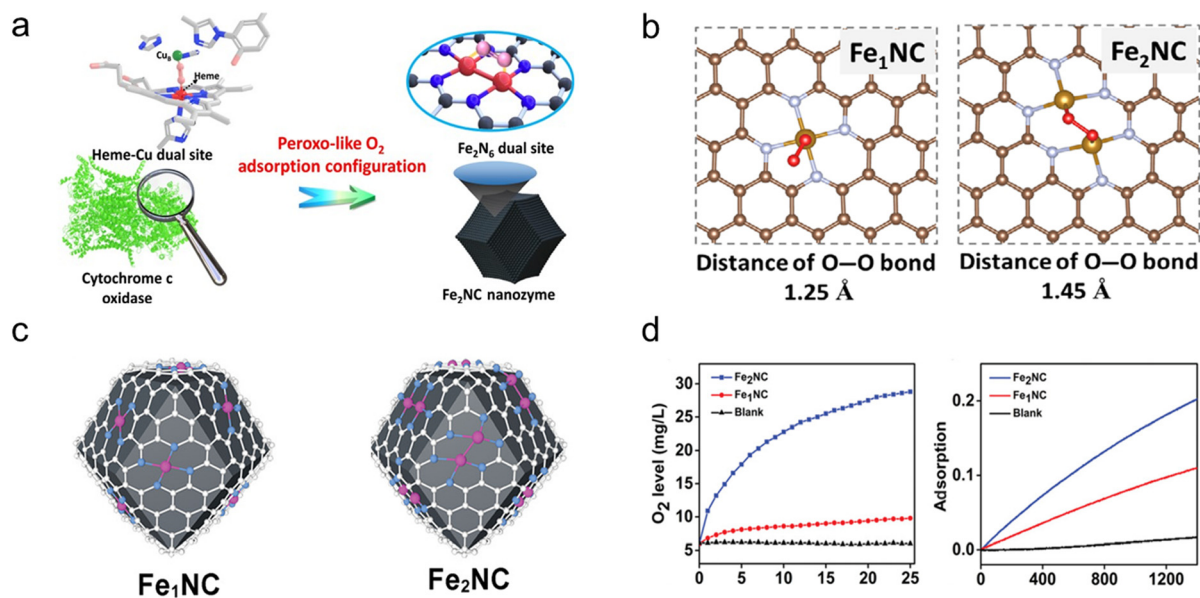 a
Cu_B
Heme
Heme-Cu dual site
Cytochrome c
oxidase
Peroxo-like O₂
adsorption configuration
Fe₂N₆ dual site
Fe₂NC nanozyme
b
Fe₁NC
Distance of O—O bond
1.25 Å
Fe₂NC
Distance of O—O bond
1.45 Å
c
Fe₁NC
Fe₂NC
d
O₂ level (mg/L)
30
25
20
15
10
5
Fe₂NC
Fe₁NC
Blank
0 5 10 15 20 25
Adsorption
0.2
0.1
0.0
Fe₂NC
Fe₁NC
Blank
0 400 800 1200